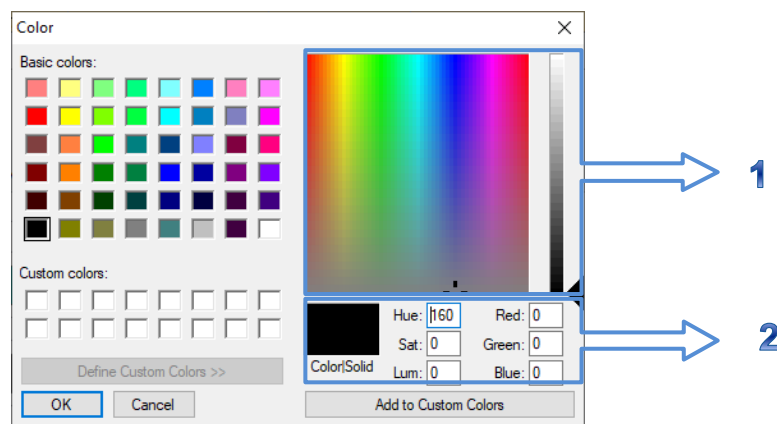 Color
Basic colors:
1
Custom colors:
Hue: 160 Red: 0
Sat: 0 Green: 0
Color|Solid Lum: 0 Blue: 0
2
Define Custom Colors >>
OK Cancel Add to Custom Colors